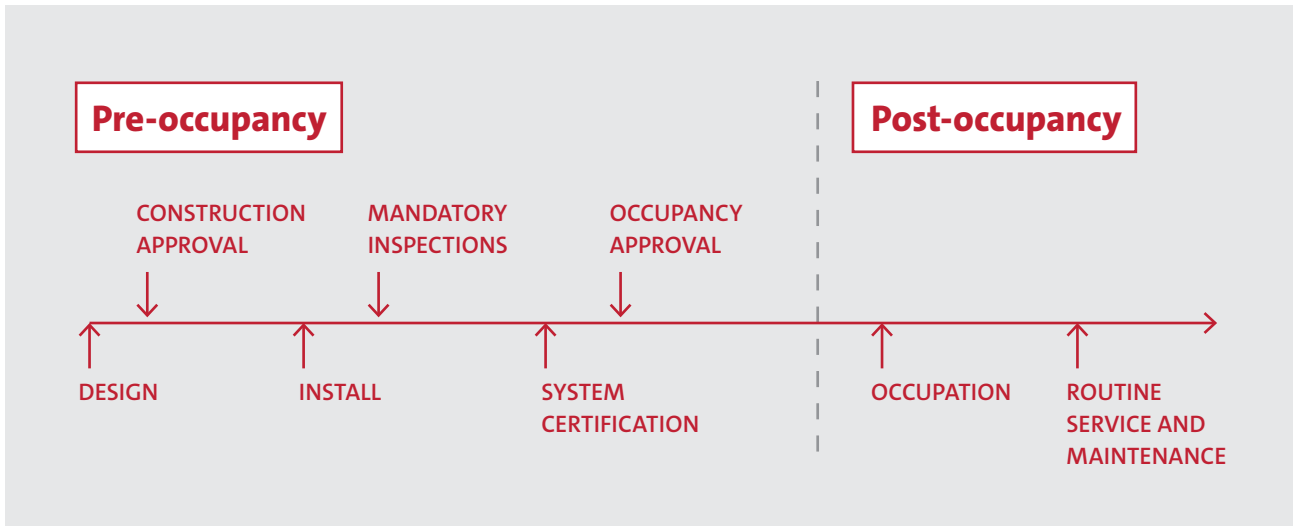 Pre-occupancy
Post-occupancy
CONSTRUCTION
APPROVAL
MANDATORY
INSPECTIONS
OCCUPANCY
APPROVAL
DESIGN
INSTALL
SYSTEM
CERTIFICATION
OCCUPATION
ROUTINE
SERVICE AND
MAINTENANCE